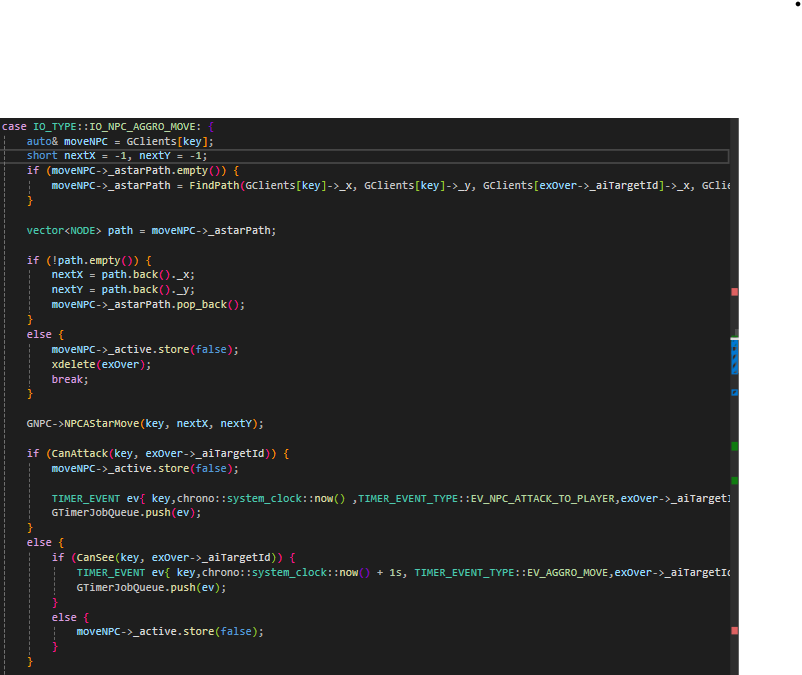 •
case IO_TYPE::IO_NPC_AGGRO_MOVE: {
auto& moveNPC = GClients[key];
short nextX = -1, nextY = -1;
if (moveNPC->_astarPath.empty()) {
moveNPC->_astarPath = FindPath(GClients[key]->_x, GClients[key]->_y, GClients[exOver->_aiTargetId]->_x, GClie
}
vector<NODE> path = moveNPC->_astarPath;
if (!path.empty()) {
nextX = path.back()._x;
nextY = path.back()._y;
moveNPC->_astarPath.pop_back();
}
else {
moveNPC->_active.store(false);
xdelete(exOver);
break;
}
GNPC->NPCAStarMove(key, nextX, nextY);
if (CanAttack(key, exOver->_aiTargetId)) {
moveNPC->_active.store(false);
TIMER_EVENT ev{ key,chrono::system_clock::now() ,TIMER_EVENT_TYPE::EV_NPC_ATTACK_TO_PLAYER,exOver->_aiTargetI
GTimerJobQueue.push(ev);
}
else {
if (CanSee(key, exOver->_aiTargetId)) {
TIMER_EVENT ev{ key,chrono::system_clock::now() + 1s, TIMER_EVENT_TYPE::EV_AGGRO_MOVE,exOver->_aiTargetId
GTimerJobQueue.push(ev);
}
else {
moveNPC->_active.store(false);
}
}